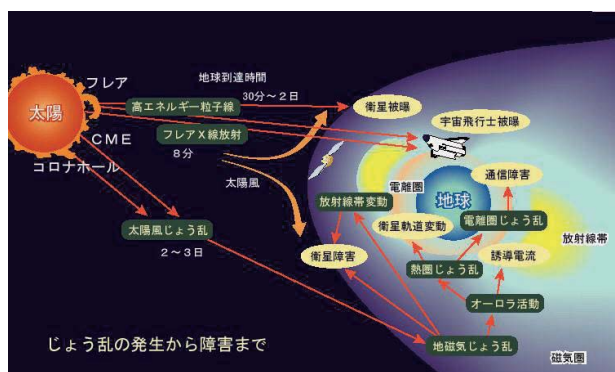 フレア
地球到達時間
30分～2日
太陽
高エネルギー粒子線
衛星被曝
宇宙飛行士被曝
フレアX線放射
CME
8分
コロナホール
太陽風
通信障害
電離圏
地球
放射線帯変動
電離圏じょう乱
衛星軌道変動
太陽風じょう乱
放射線帯
2～3日
衛星障害
誘導電流
熱圏じょう乱
オーロラ活動
じょう乱の発生から障害まで
地磁気じょう乱
磁気圏